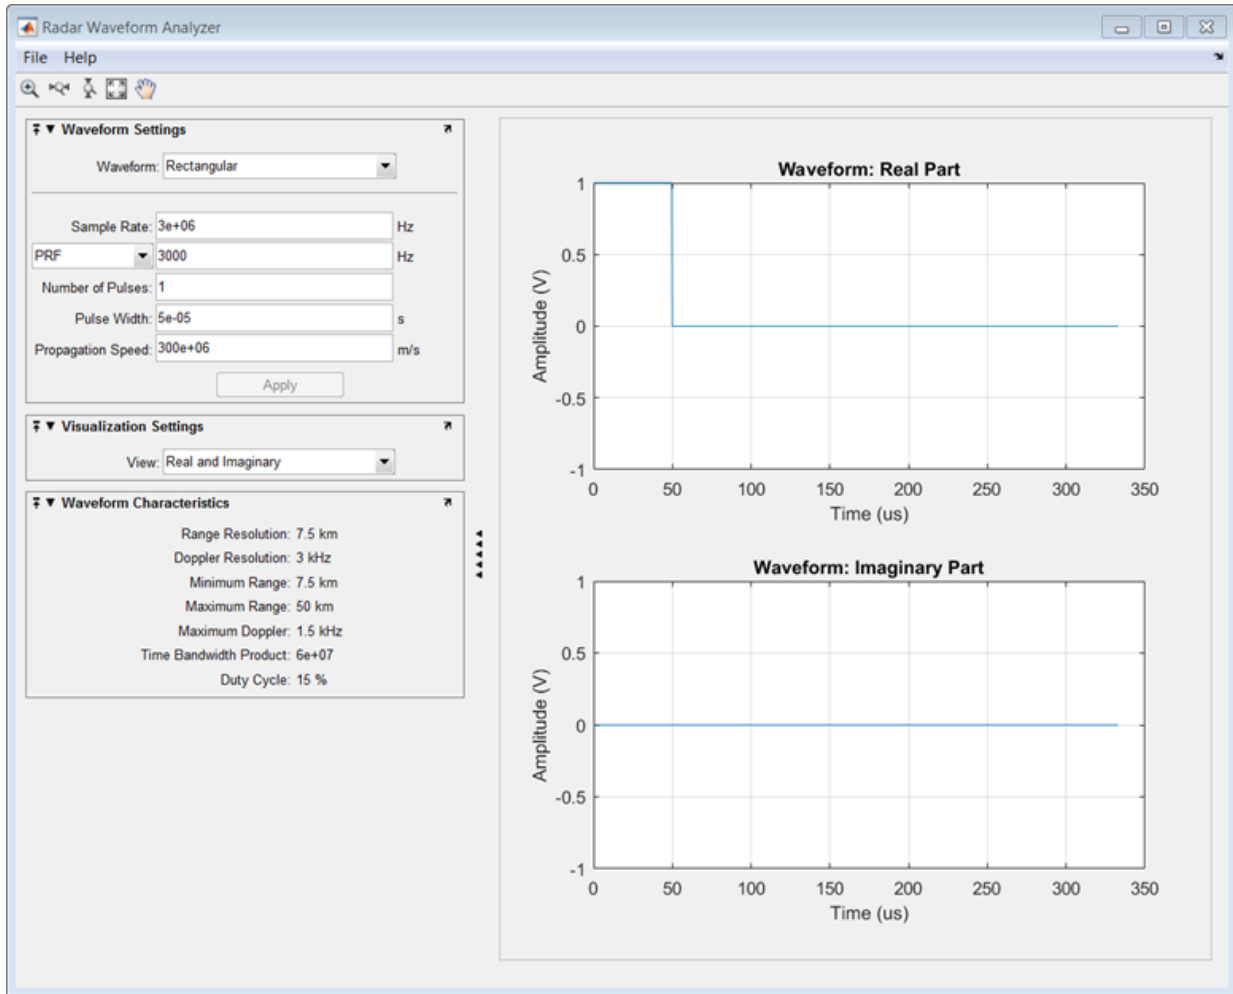 Radar Waveform Analyzer
File Help
Waveform Settings
Waveform: Rectangular
Sample Rate: 3e+06 Hz
PRF 3000 Hz
Number of Pulses: 1
Pulse Width: 5e-05 s
Propagation Speed: 300e+06 m/s
Apply
Visualization Settings
View: Real and Imaginary
Waveform Characteristics
Range Resolution: 7.5 km
Doppler Resolution: 3 kHz
Minimum Range: 7.5 km
Maximum Range: 50 km
Maximum Doppler: 1.5 kHz
Time Bandwidth Product: 6e+07
Duty Cycle: 15 %
Waveform: Real Part
1
0.5
0
-0.5
-1
Amplitude (V)
0 50 100 150 200 250 300 350
Time (us)
Waveform: Imaginary Part
1
0.5
0
-0.5
-1
Amplitude (V)
0 50 100 150 200 250 300 350
Time (us)